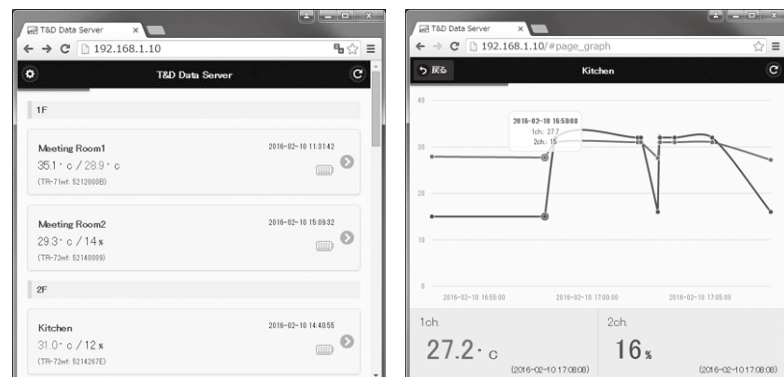 T&D Data Server
192.168.1.10
T&D Data Server
1F
Meeting Room1
2016-02-10 11:31:42
35.1° c / 28.9° c
(TR-71wf: 5212000B)
Meeting Room2
2016-02-10 15:09:32
29.3° c / 14%
(TR-72wf: 52140009)
2F
Kitchen
2016-02-10 14:40:55
31.0° c / 12%
(TR-72wf: 5214267E)
T&D Data Server
192.168.1.10/#page_graph
戻る
Kitchen
40
2016-02-10 16:58:08
1ch.: 27.7
2ch.: 15
30
20
10
0
2016-02-10 16:55:00
2016-02-10 17:00:00
2016-02-10 17:05:00
1ch.
27.2° c
(2016-02-10 17:08:08)
2ch.
16%
(2016-02-10 17:08:08)